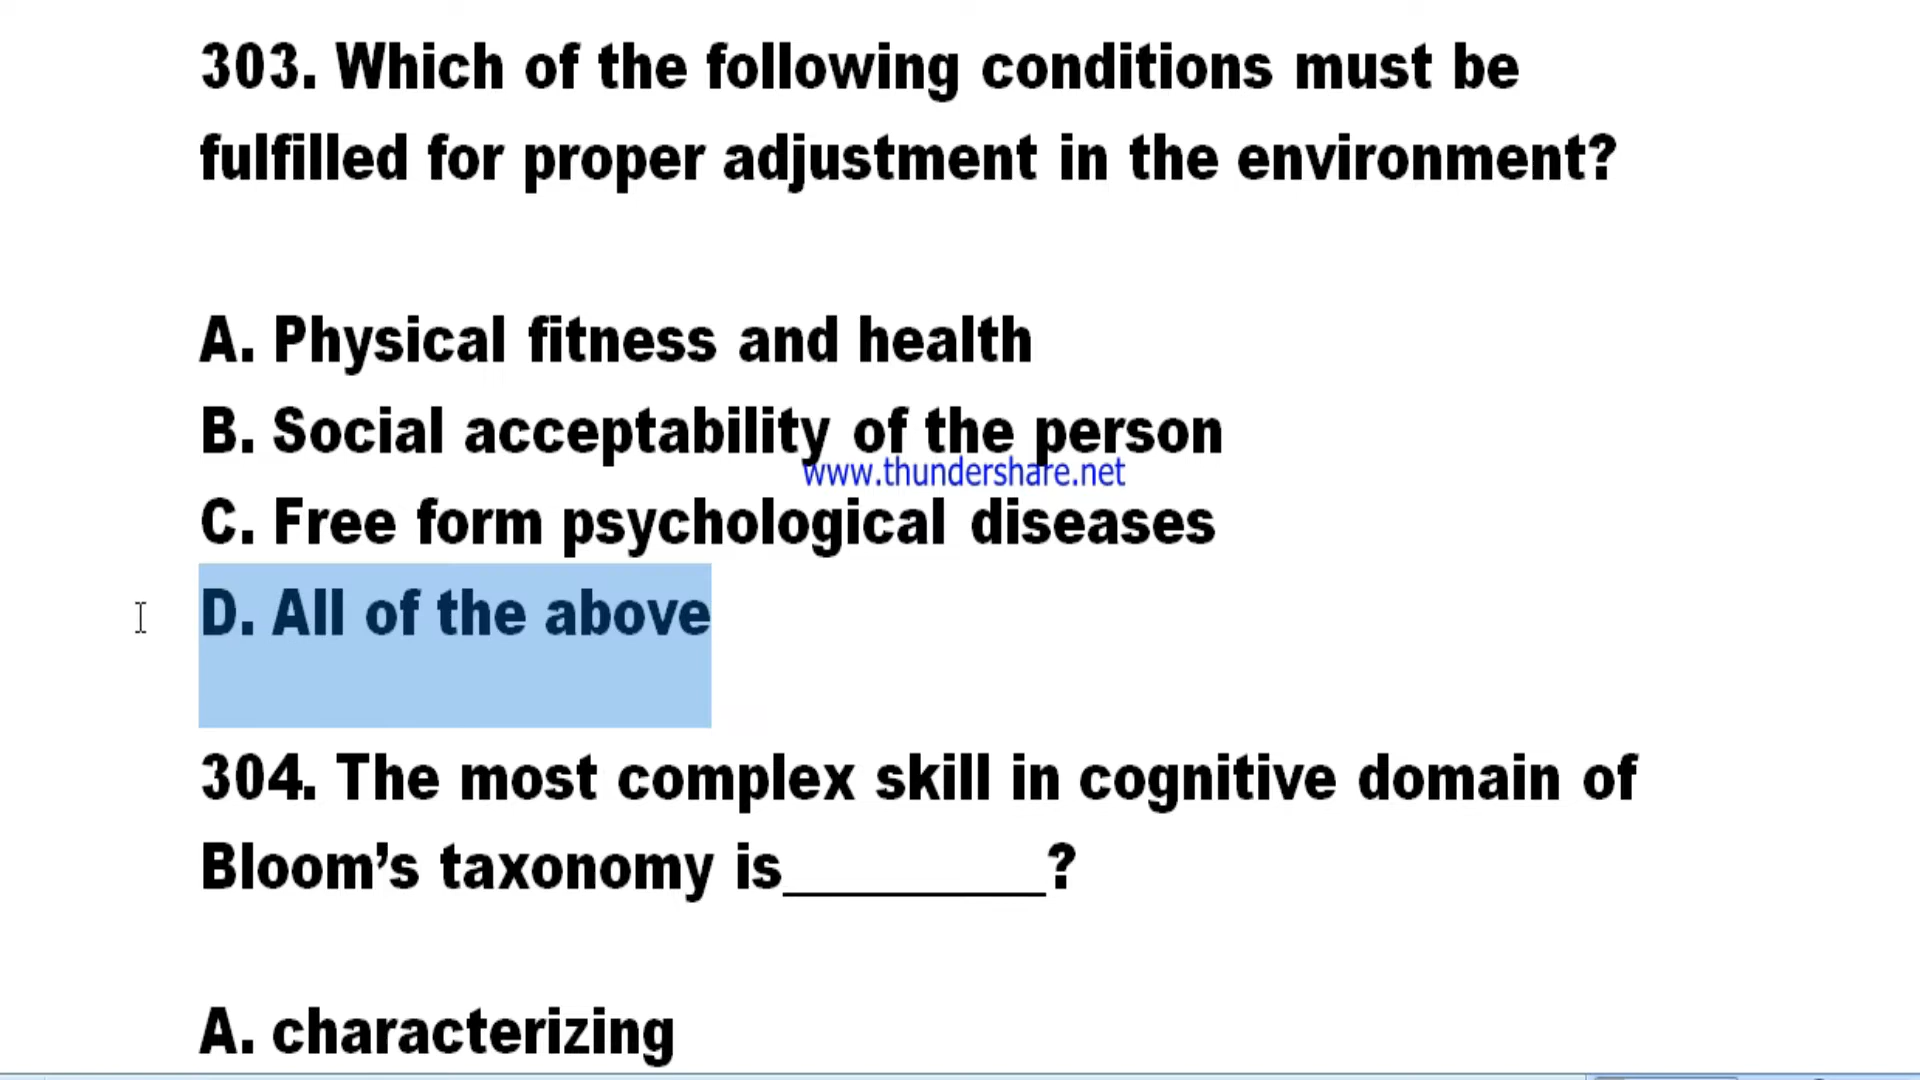 303. Which of the following conditions must be
fulfilled for proper adjustment in the environment?
A. Physical fitness and health
B. Social acceptability of the person
www.thundershare.net
C. Free form psychological diseases
D. All of the above
304. The most complex skill in cognitive domain of
Bloom’s taxonomy is________?
A. characterizing